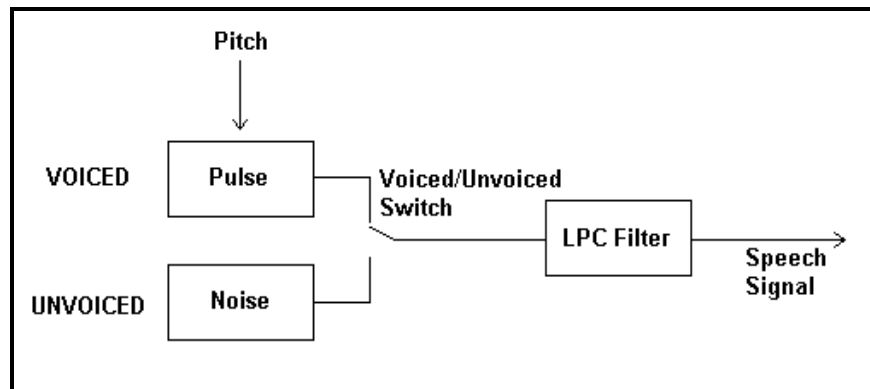 Pitch
VOICED
Pulse
Voiced/Unvoiced
Switch
LPC Filter
Speech
Signal
UNVOICED
Noise